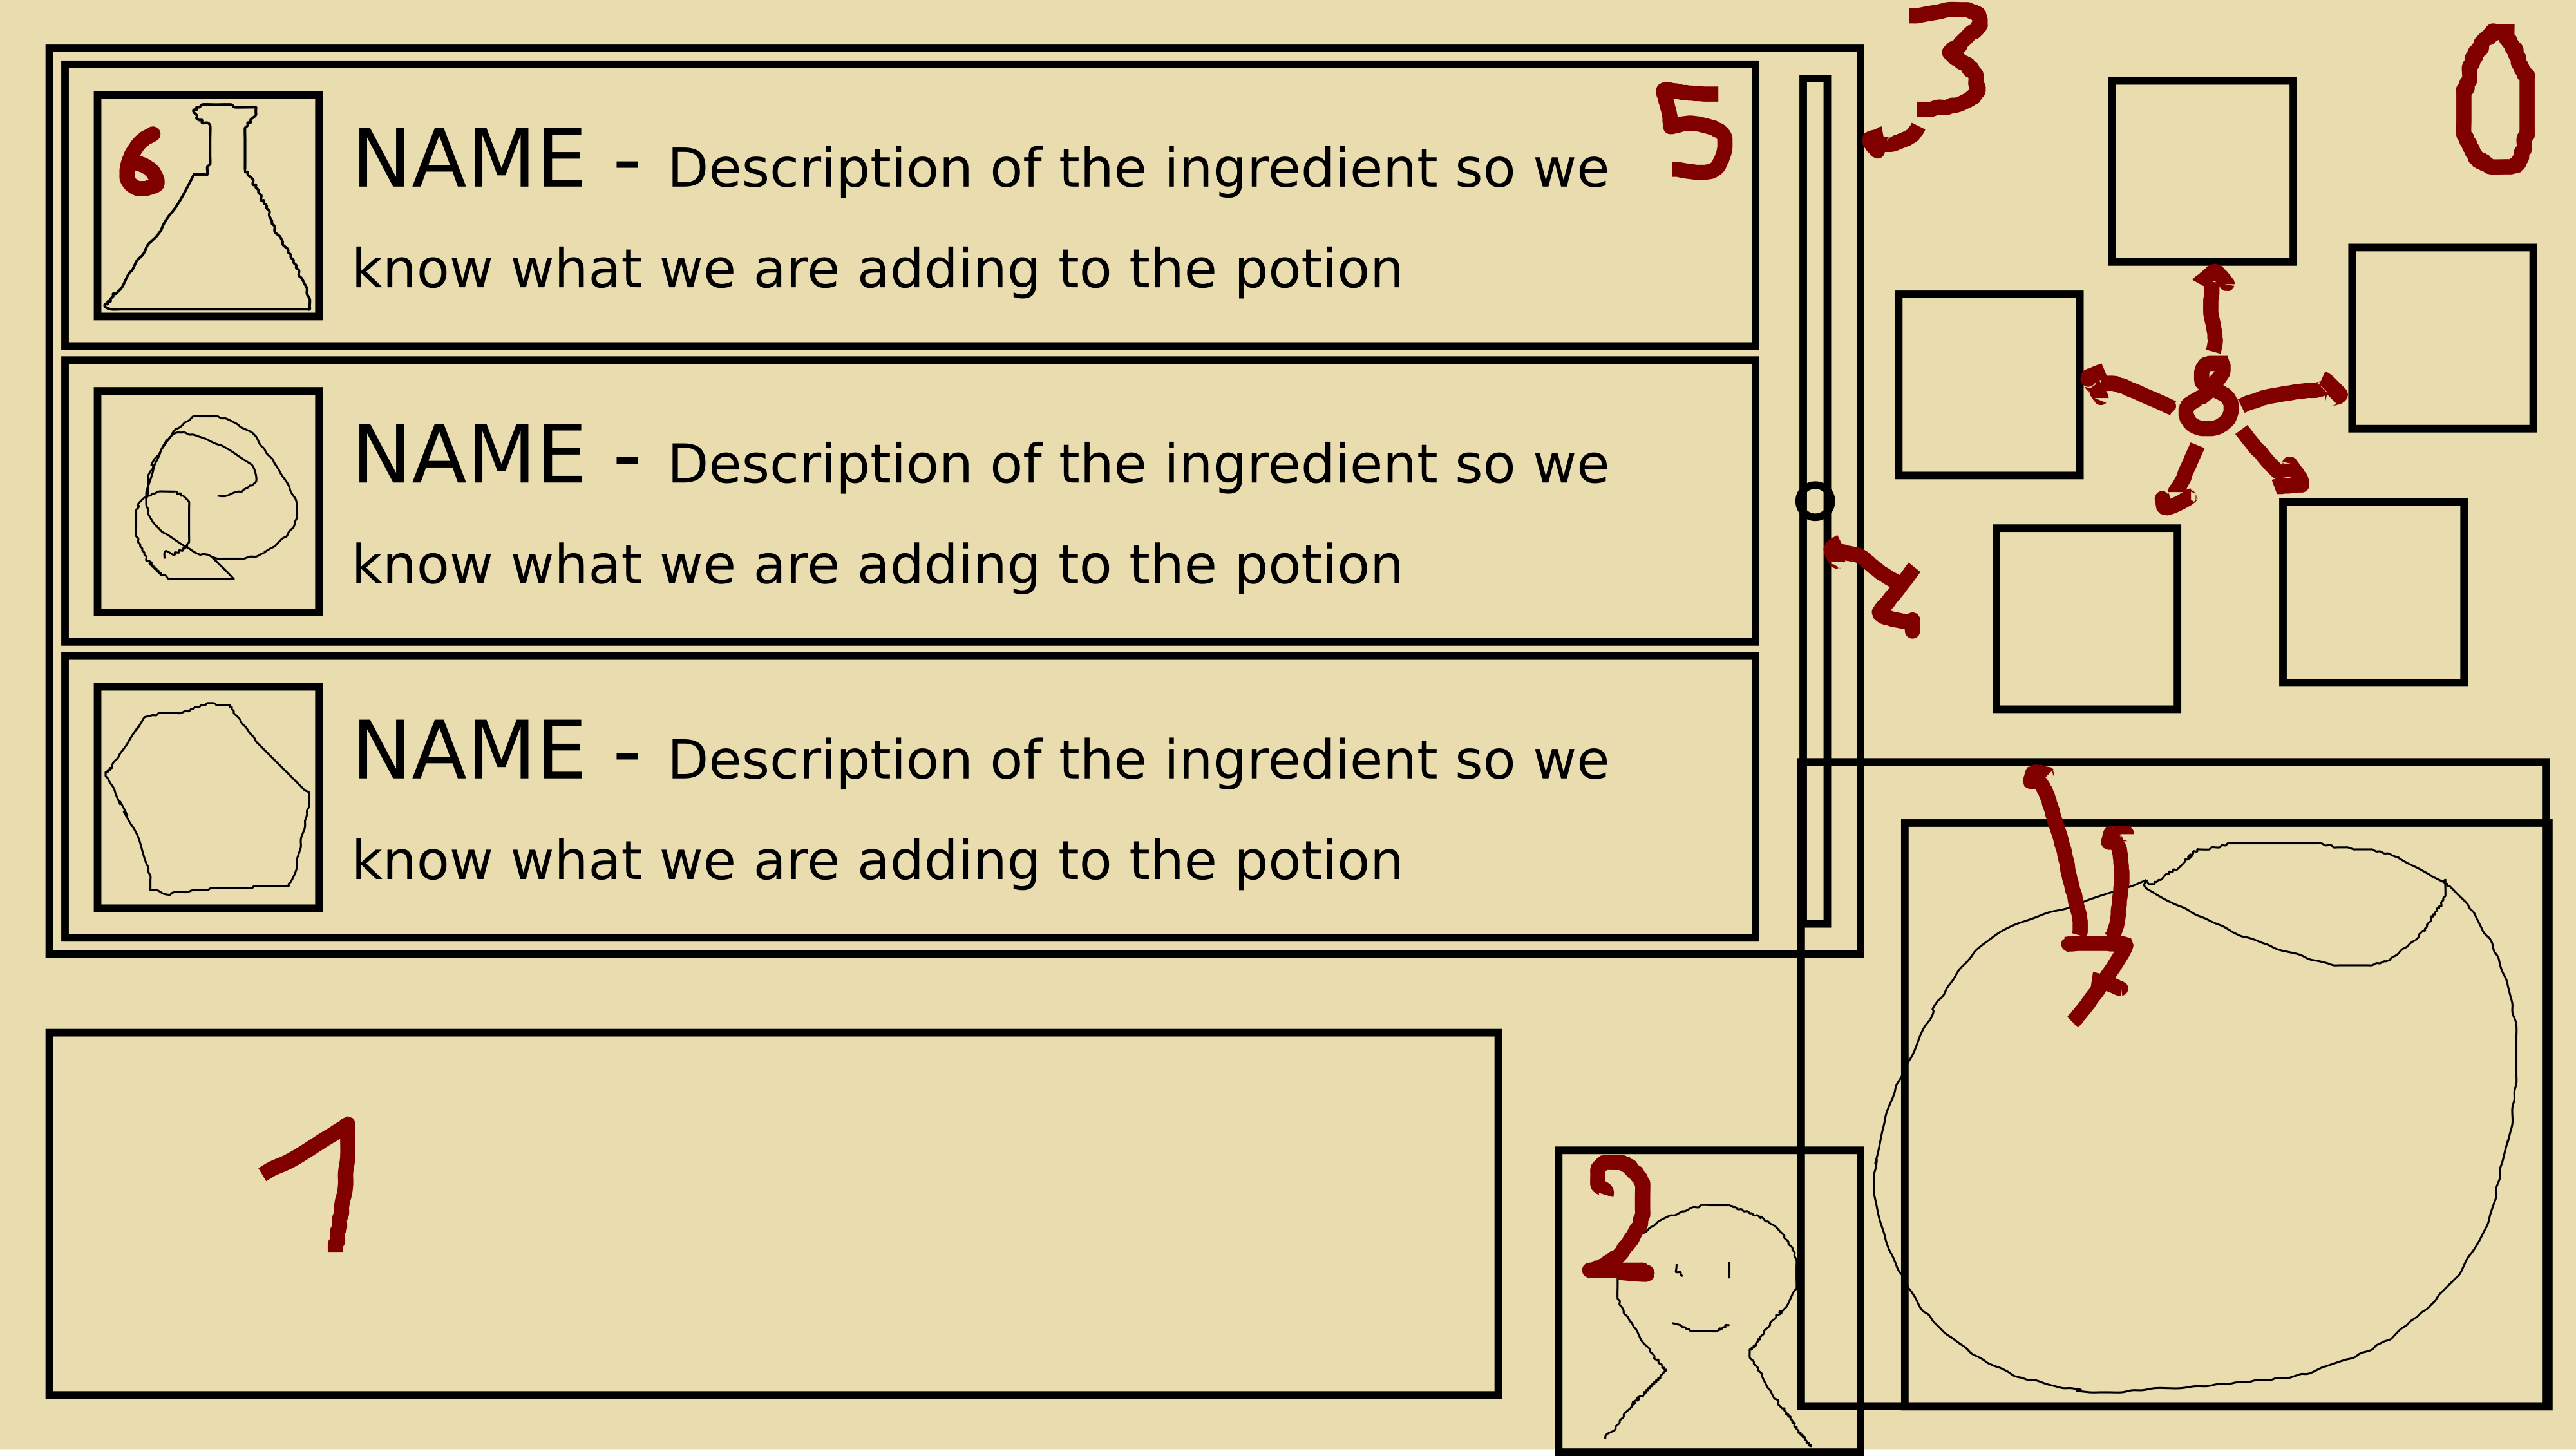 3
0
5
6
NAME - Description of the ingredient so we
know what we are adding to the potion
8
NAME - Description of the ingredient so we
know what we are adding to the potion
NAME - Description of the ingredient so we
know what we are adding to the potion
7
1
2